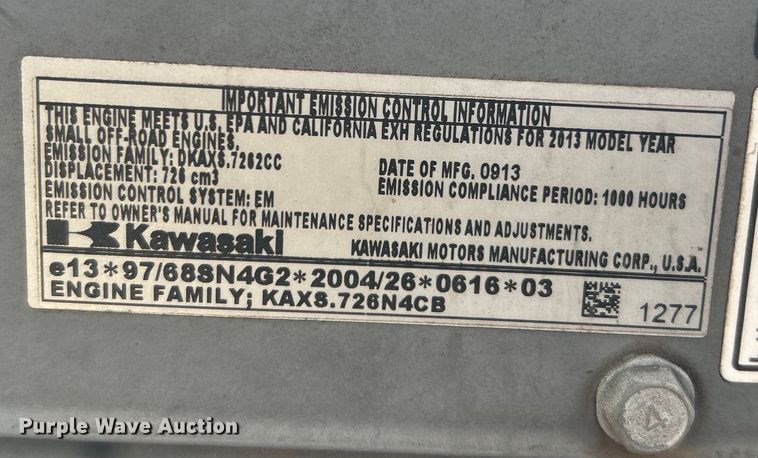 IMPORTANT EMISSION CONTROL INFORMATION
THIS ENGINE MEETS U.S. EPA AND CALIFORNIA EXH REGULATIONS FOR 2013 MODEL YEAR
SMALL OFF-ROAD ENGINES.
EMISSION FAMILY: DKAXS.7262CC
DISPLACEMENT: 726 cm3
DATE OF MFG. 0913
EMISSION CONTROL SYSTEM: EM
EMISSION COMPLIANCE PERIOD: 1000 HOURS
REFER TO OWNER'S MANUAL FOR MAINTENANCE SPECIFICATIONS AND ADJUSTMENTS.
Kawasaki
KAWASAKI MOTORS MANUFACTURING CORP., U.S.A.
e13*97/68SN4G2*2004/26*0616*03
ENGINE FAMILY; KAXS.726N4CB
1277
Purple Wave Auction